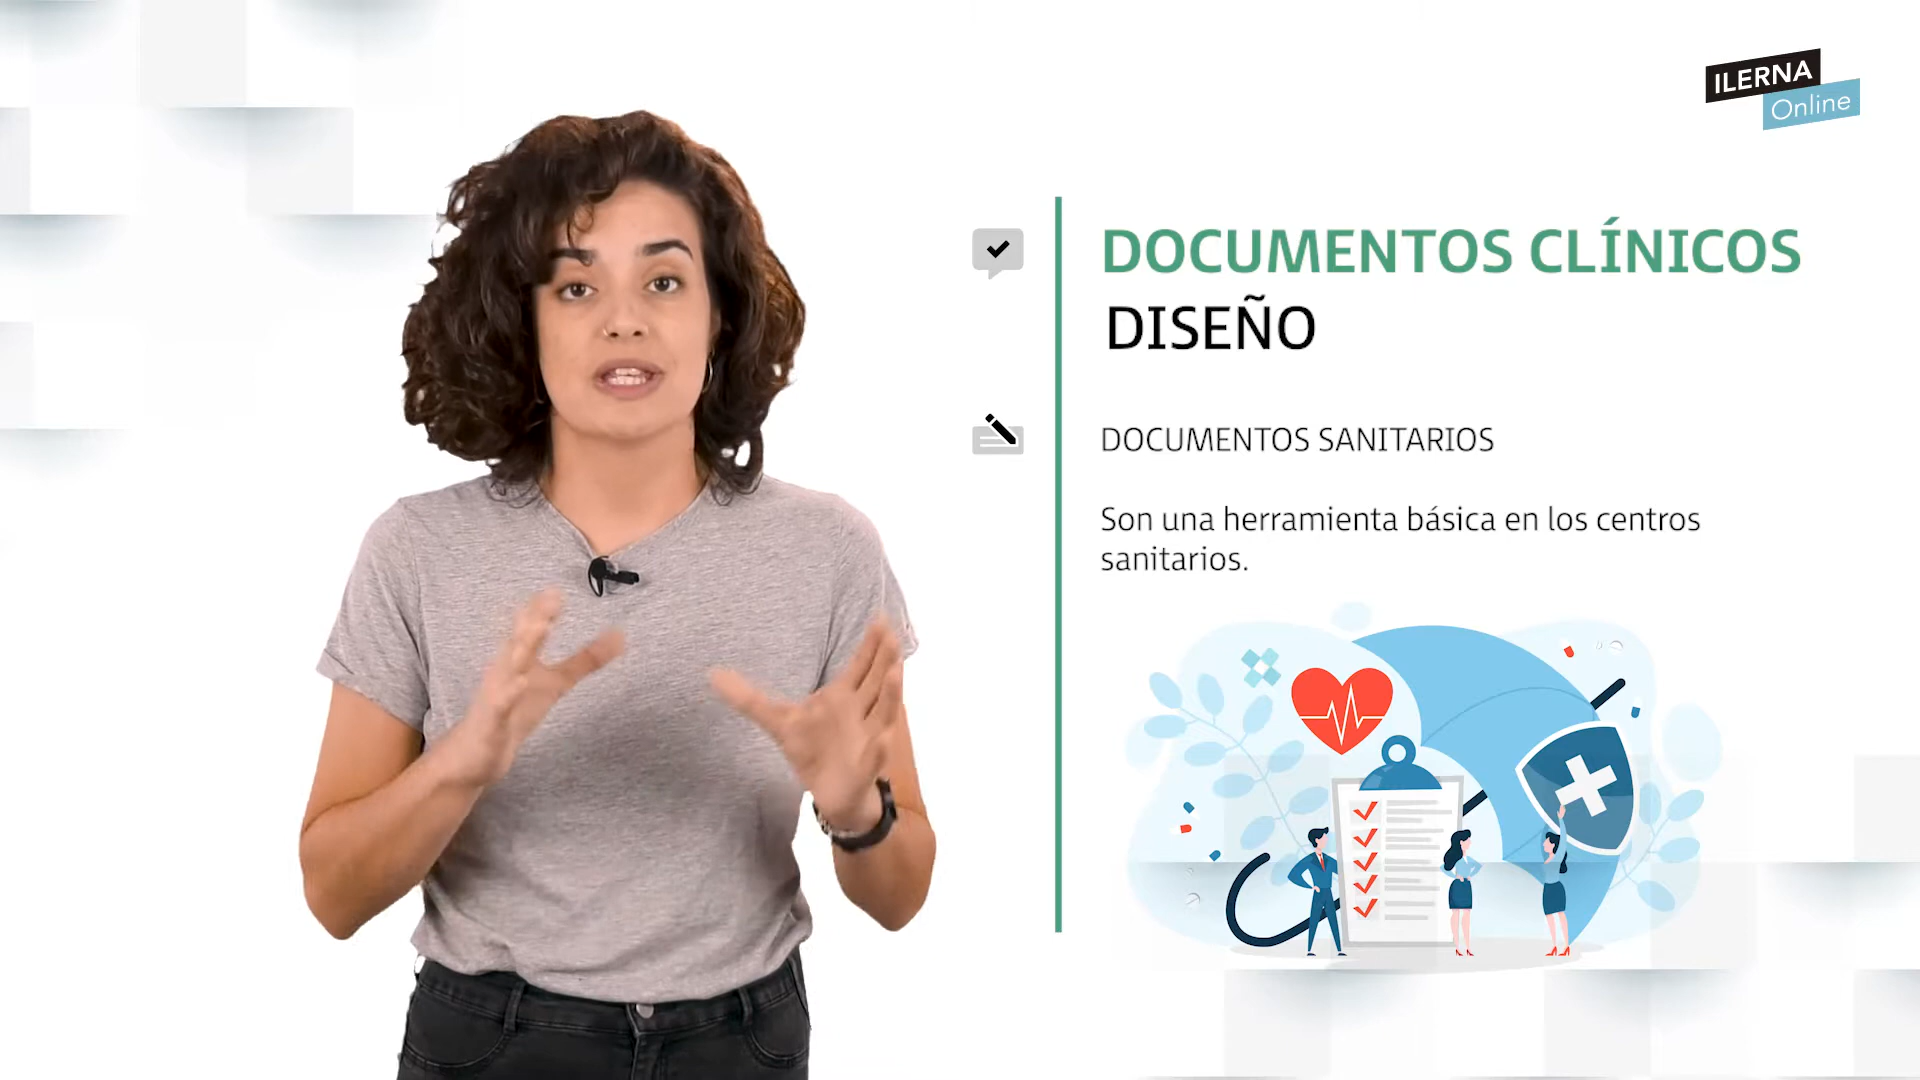 ILERNA
Online
DOCUMENTOS CLÍNICOS
DISEÑO
DOCUMENTOS SANITARIOS
Son una herramienta básica en los centros
sanitarios.